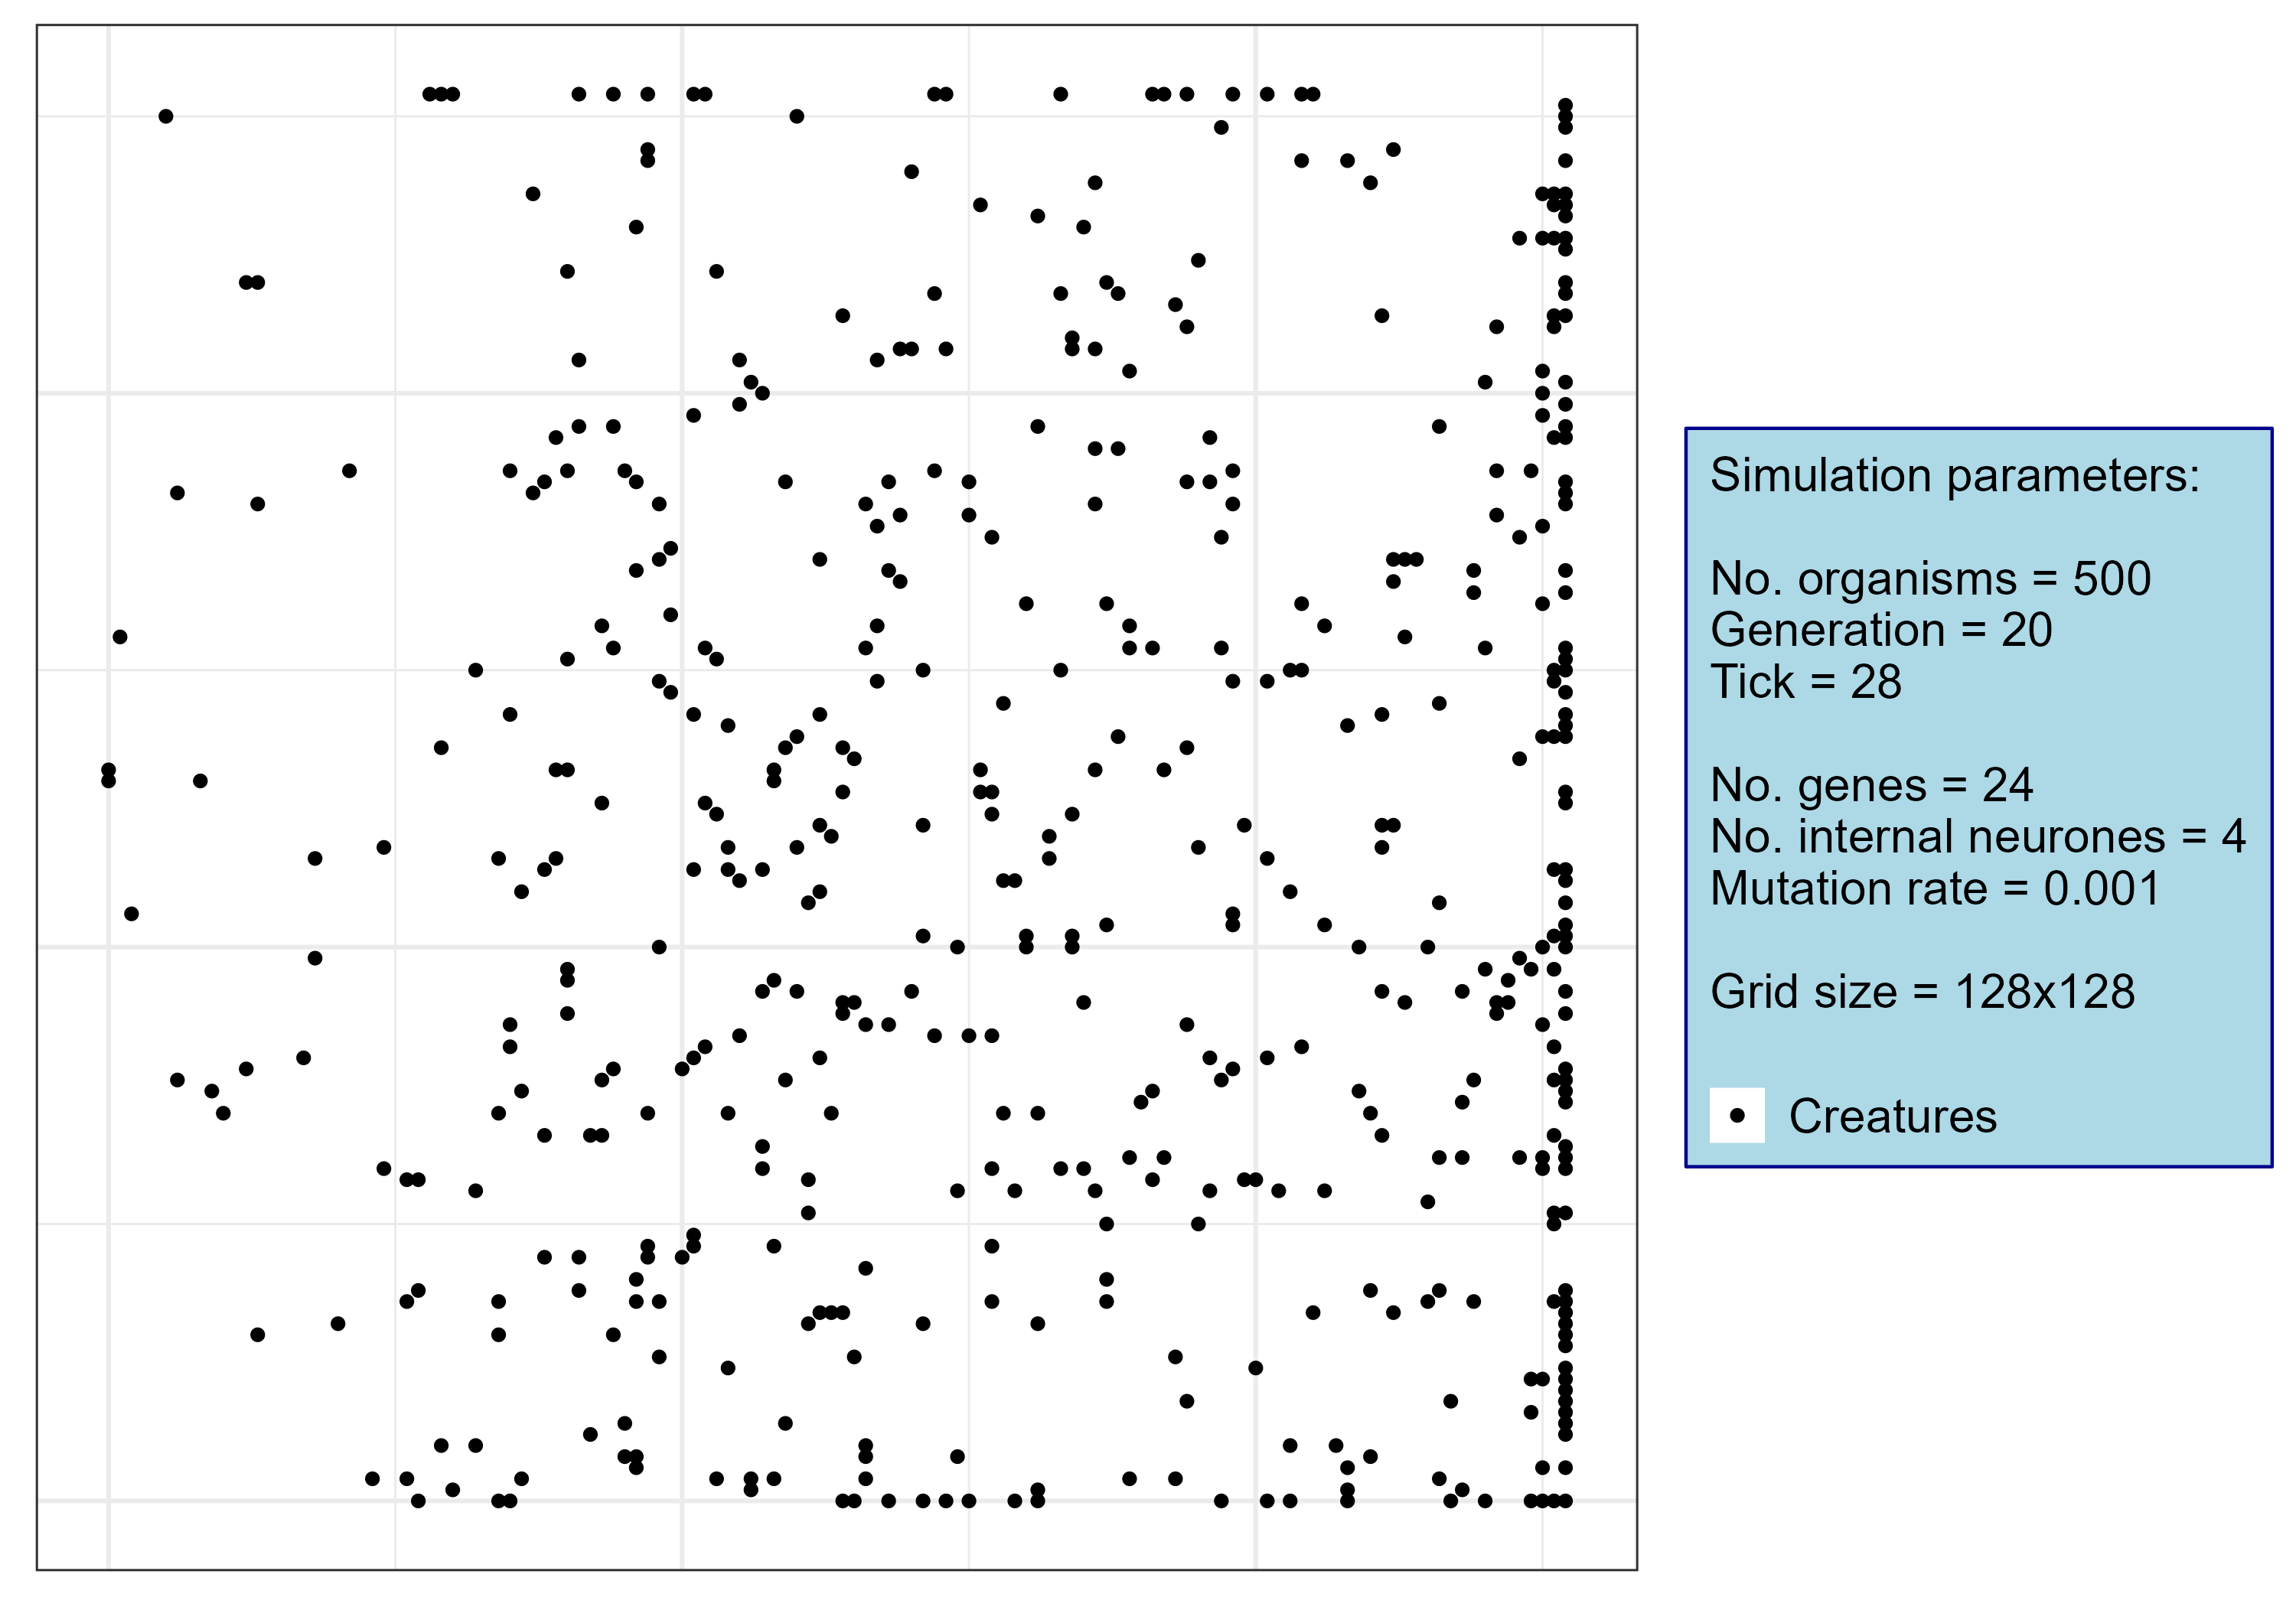 Simulation parameters:
No. organisms = 500
Generation = 20
Tick = 28
No. genes = 24
No. internal neurones = 4
Mutation rate = 0.001
Grid size = 128x128
Creatures